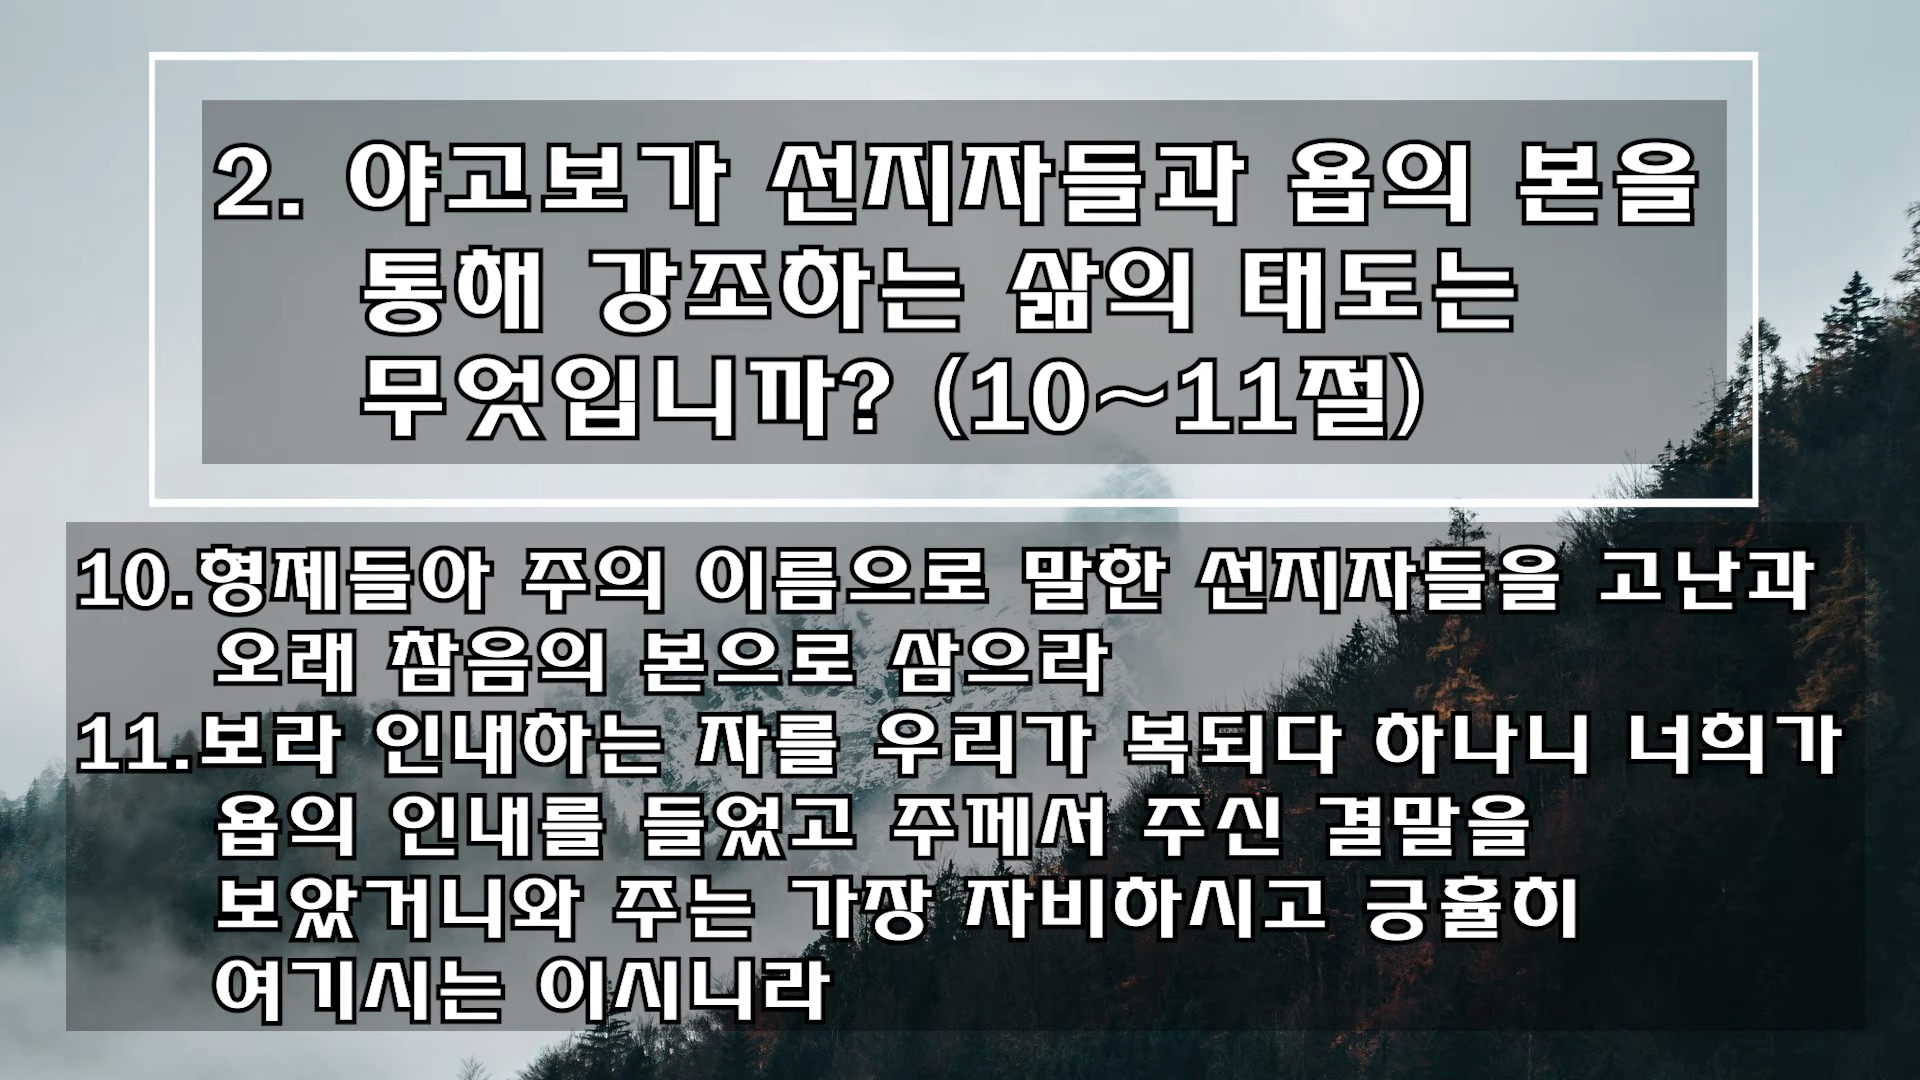 2. 야고보가 선지자들과 욥의 본을
통해 강조하는 삶의 태도는
무엇입니까? (10~11절)
10.형제들아 주의 이름으로 말한 선지자들을 고난과
오래 참음의 본으로 삼으라
11.보라 인내하는 자를 우리가 복되다 하나니 너희가
욥의 인내를 들었고 주께서 주신 결말을
보았거니와 주는 가장 자비하시고 긍휼히
여기시는 이시니라